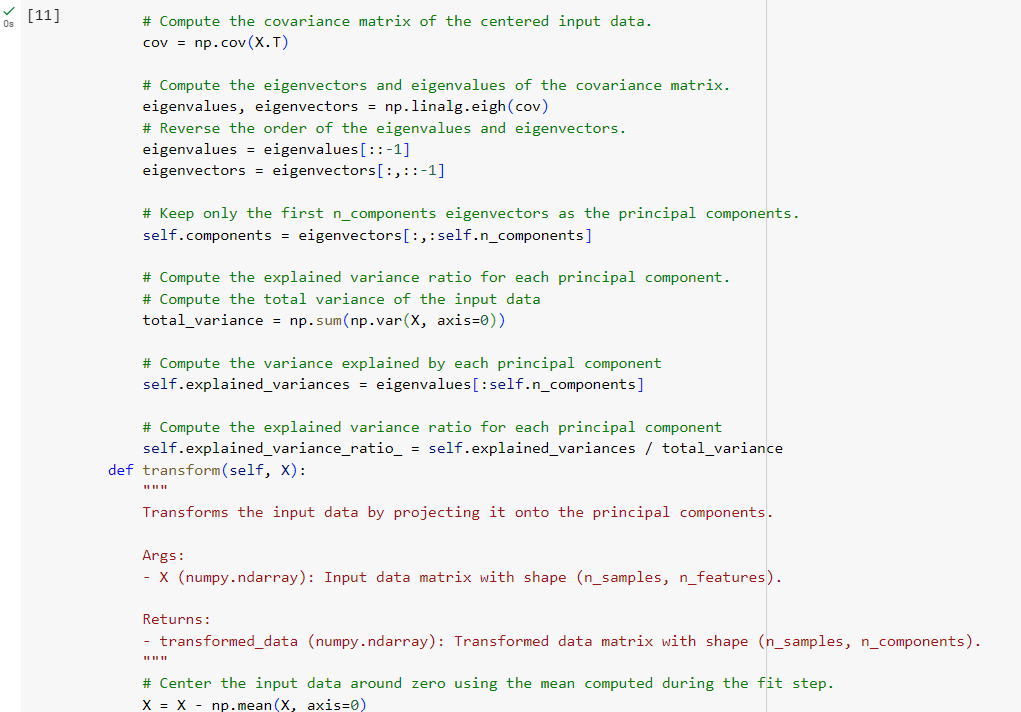 [11]
0s
# Compute the covariance matrix of the centered input data.
cov = np.cov(X.T)
# Compute the eigenvectors and eigenvalues of the covariance matrix.
eigenvalues, eigenvectors = np.linalg.eigh(cov)
# Reverse the order of the eigenvalues and eigenvectors.
eigenvalues = eigenvalues[::-1]
eigenvectors = eigenvectors[:,::-1]
# Keep only the first n_components eigenvectors as the principal components.
self.components = eigenvectors[:,:self.n_components]
# Compute the explained variance ratio for each principal component.
# Compute the total variance of the input data
total_variance = np.sum(np.var(X, axis=0))
# Compute the variance explained by each principal component
self.explained_variances = eigenvalues[:self.n_components]
# Compute the explained variance ratio for each principal component
self.explained_variance_ratio_ = self.explained_variances / total_variance
def transform(self, X):
"""
Transforms the input data by projecting it onto the principal components.
Args:
- X (numpy.ndarray): Input data matrix with shape (n_samples, n_features).
Returns:
- transformed_data (numpy.ndarray): Transformed data matrix with shape (n_samples, n_components).
"""
# Center the input data around zero using the mean computed during the fit step.
X = X - np.mean(X, axis=0)